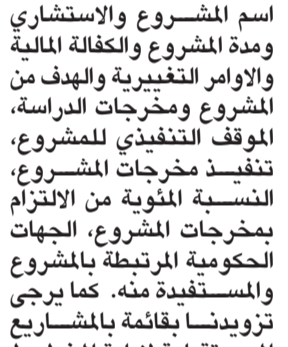 اسم المشروع والاستشاري
ومدة المشروع والكفالة المالية
والاوامر التغييرية والهدف من
المشروع ومخرجات الدراسة،
الموقف التنفيذي للمشروع،
تنفيذ مخرجات المشروع،
النسبة المئوية من الالتزام
بمخرجات المشروع، الجهات
الحكومية المرتبطة بالمشروع
والمستفيدة منه. كما يرجى
تزويدنا بقائمة بالمشاريع